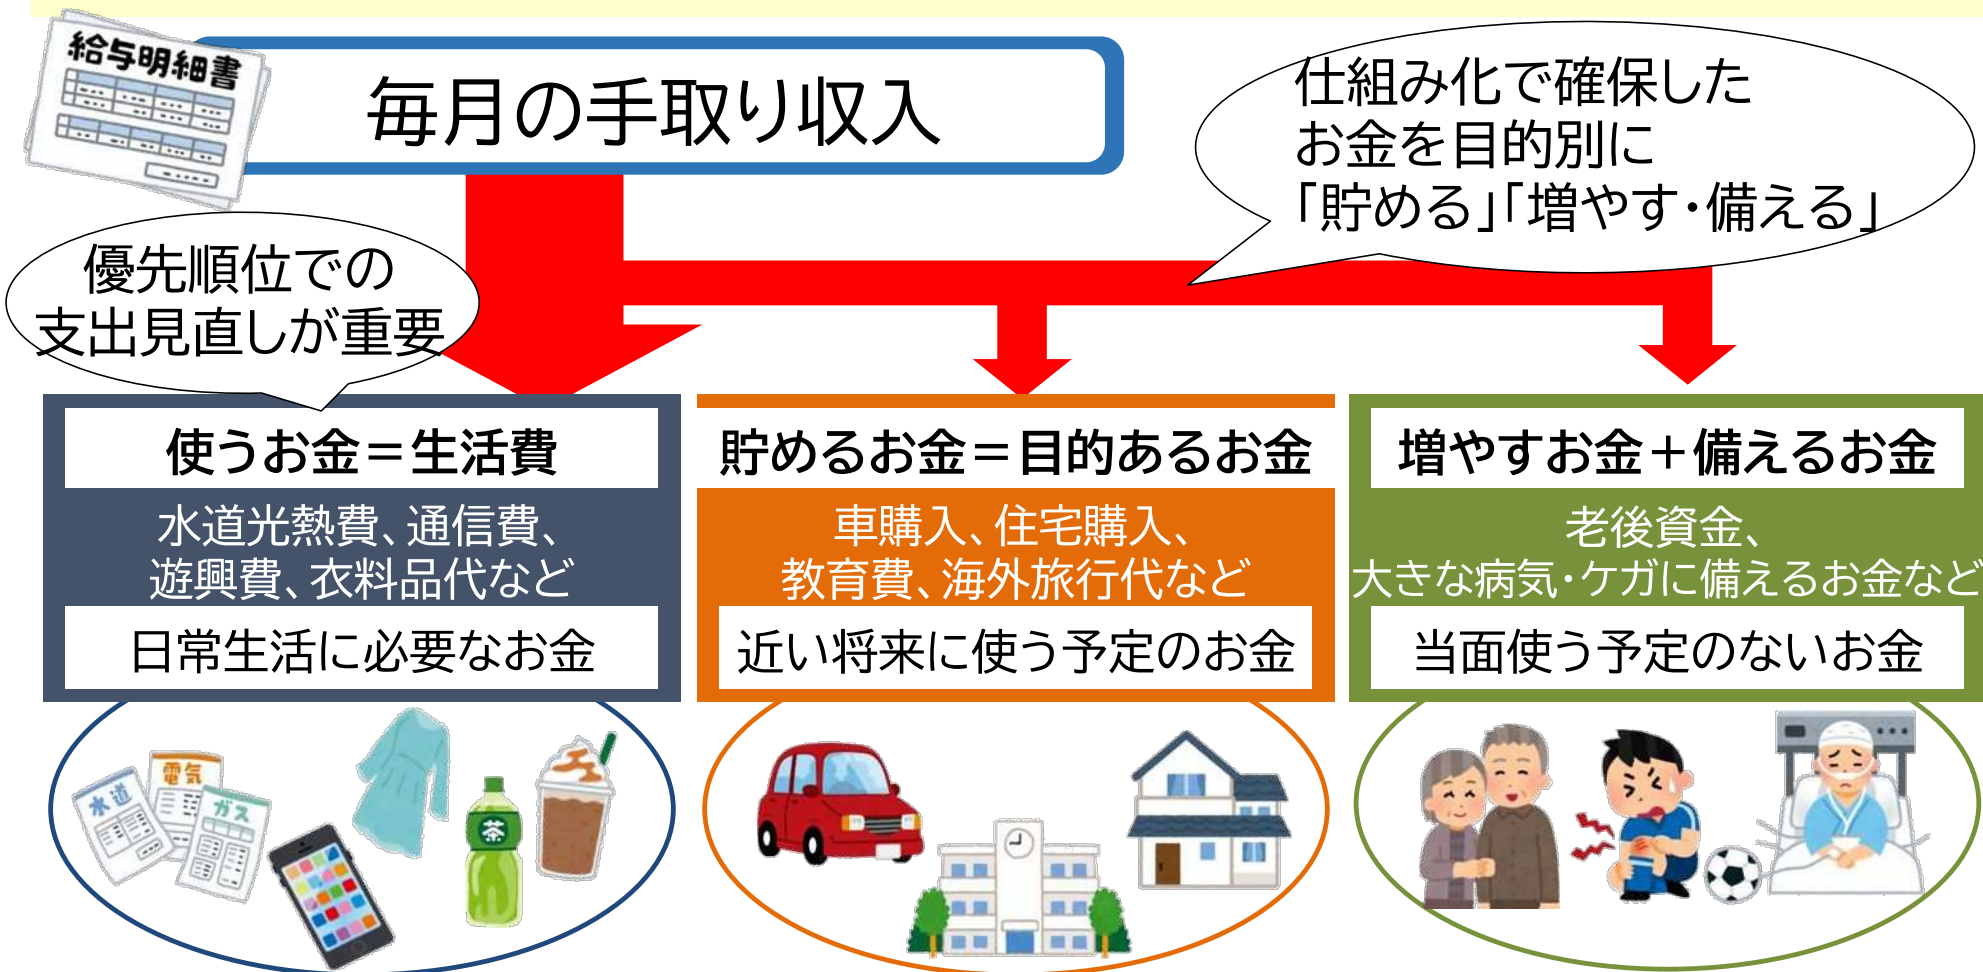 給与明細書
毎月の手取り収入
仕組み化で確保した
お金を目的別に
「貯める」「増やす・備える」
優先順位での
支出見直しが重要
使うお金＝生活費
水道光熱費、通信費、
遊興費、衣料品代など
日常生活に必要なお金
貯めるお金＝目的あるお金
車購入、住宅購入、
教育費、海外旅行代など
近い将来に使う予定のお金
増やすお金＋備えるお金
老後資金、
大きな病気・ケガに備えるお金など
当面使う予定のないお金
水道
電気
ガス
茶